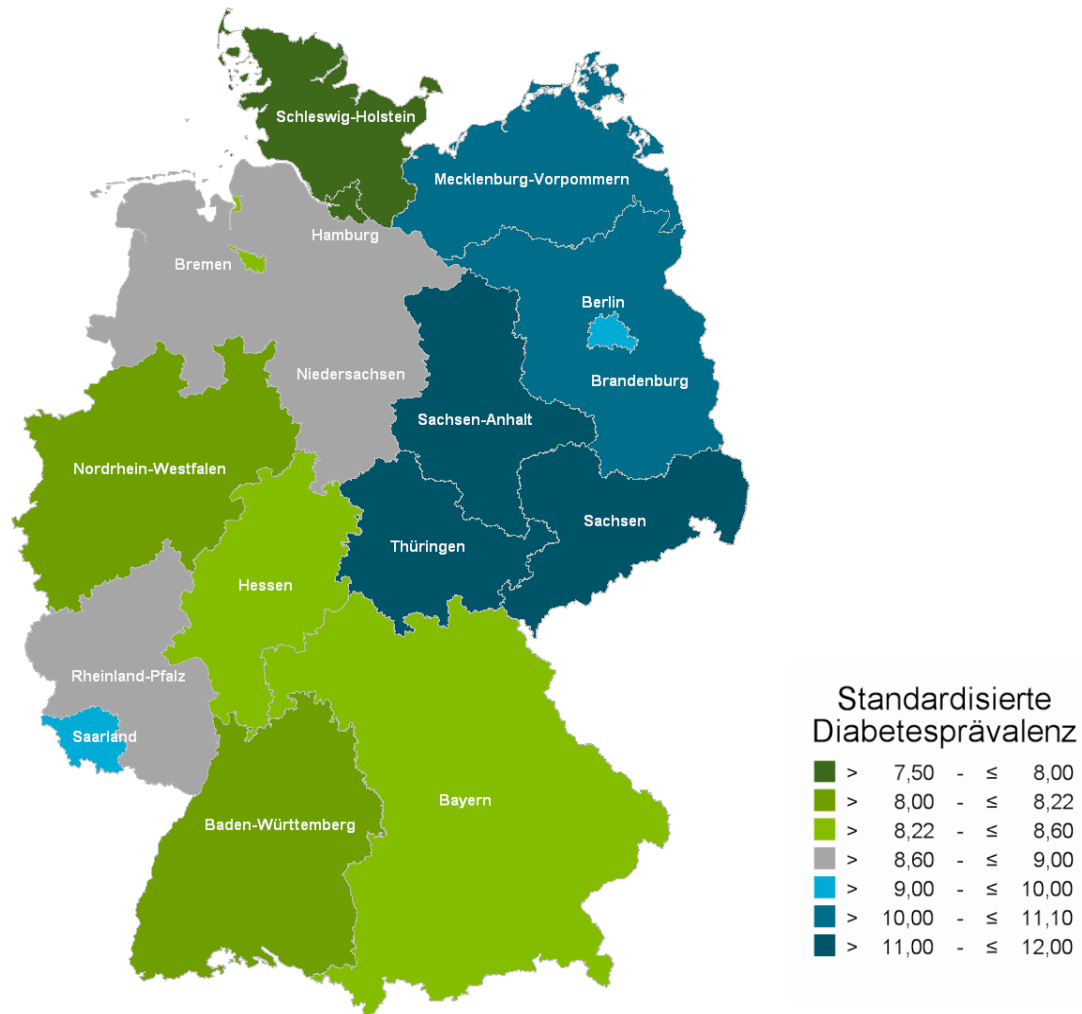 Schleswig-Holstein
Mecklenburg-Vorpommern
Hamburg
Bremen
Berlin
Niedersachsen
Brandenburg
Sachsen-Anhalt
Nordrhein-Westfalen
Sachsen
Thüringen
Hessen
Rheinland-Pfalz
Saarland
Bayern
Baden-Württemberg
Standardisierte
Diabetesprävalenz
> 7,50 - ≤ 8,00
> 8,00 - ≤ 8,22
> 8,22 - ≤ 8,60
> 8,60 - ≤ 9,00
> 9,00 - ≤ 10,00
> 10,00 - ≤ 11,10
> 11,00 - ≤ 12,00